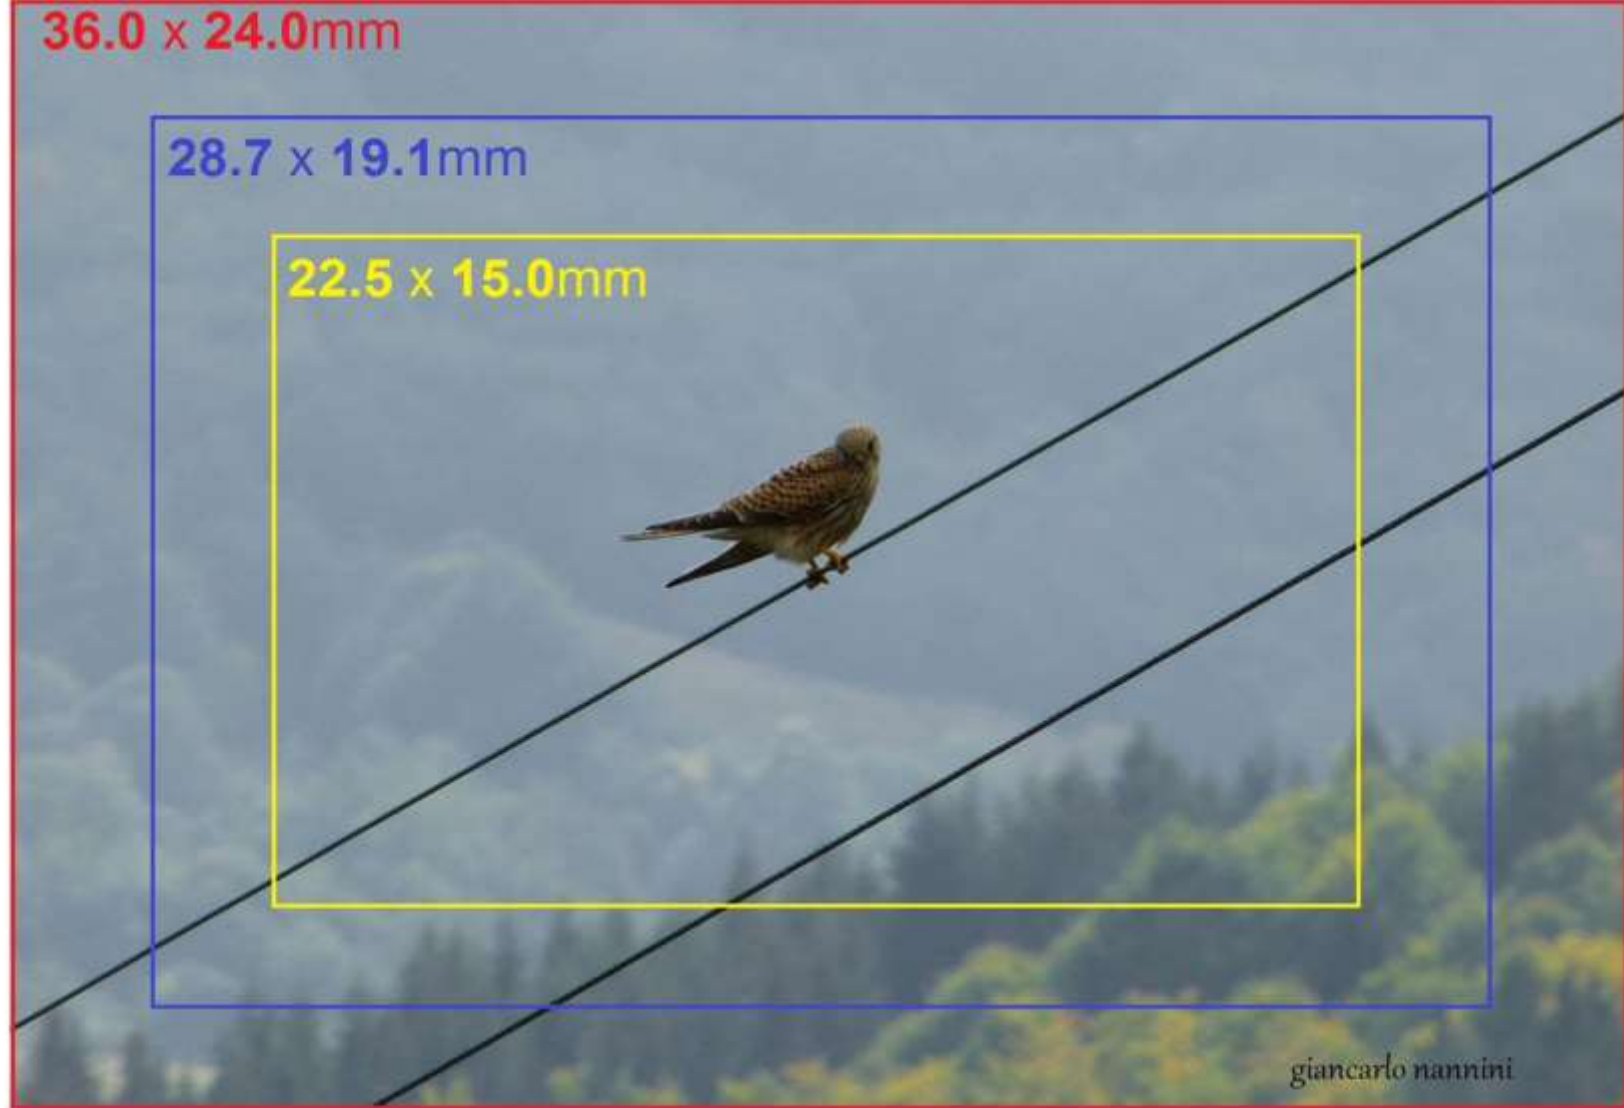 36.0 x 24.0mm
28.7 x 19.1mm
22.5 x 15.0mm
giancarlo nannini